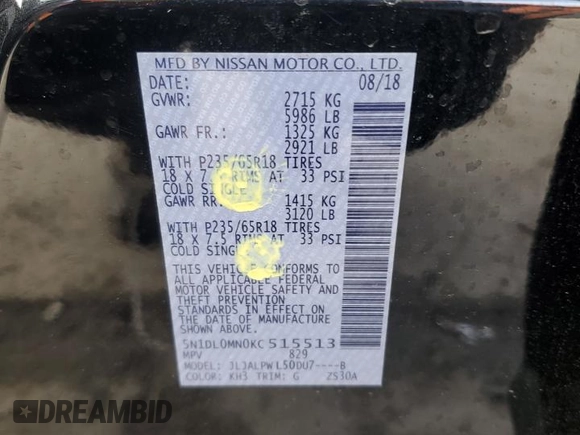 MFD BY NISSAN MOTOR CO., LTD.
DATE: 08/18
GVWR: 2715 KG
5986 LB
GAWR FR.: 1325 KG
2921 LB
WITH P235/65R18 TIRES
18 X 7. RIMS AT 33 PSI
COLD SINGLE
GAWR RR. 1415 KG
3120 LB
WITH P235/65R18 TIRES
18 X 7.5 RIMS AT 33 PSI
COLD SINGLE
THIS VEHICLE CONFORMS TO
ALL APPLICABLE FEDERAL
MOTOR VEHICLE SAFETY AND
THEFT PREVENTION
STANDARDS IN EFFECT ON
THE DATE OF MANUFACTURE
SHOWN ABOVE.
5N1DL0MN0KC515513
MPV 829
MODEL: JLJALPWL50DU7----B
COLOR: KH3 TRIM: G ZS30A
DREAMBID